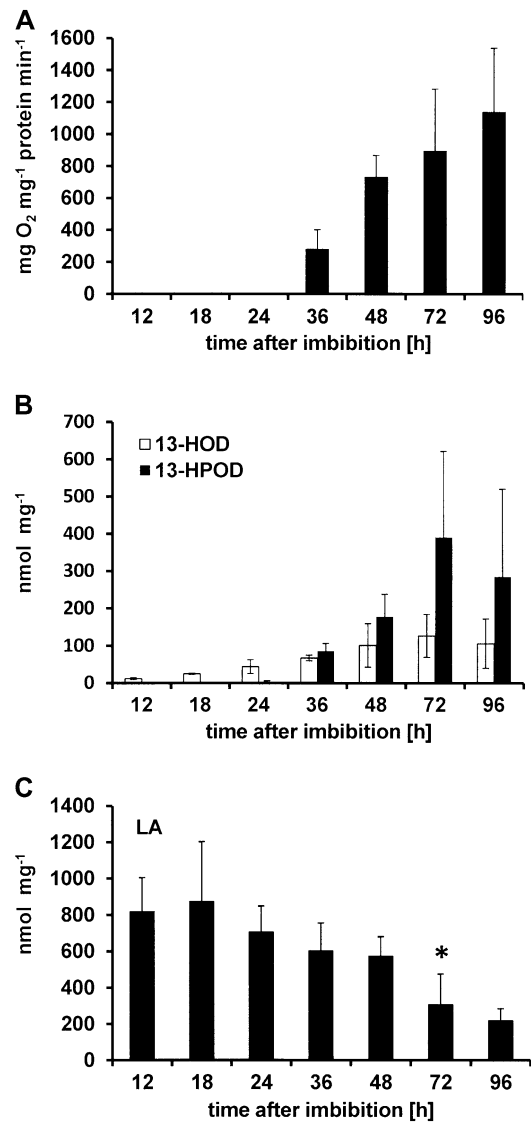 A
mg O₂ mg⁻¹ protein min⁻¹
1600
1400
1200
1000
800
600
400
200
0
12 18 24 36 48 72 96
time after imbibition [h]
B
nmol mg⁻¹
700
600
500
400
300
200
100
0
13-HOD
13-HPOD
12 18 24 36 48 72 96
time after imbibition [h]
C
nmol mg⁻¹
1400
1200
1000
800
600
400
200
0
LA
*
12 18 24 36 48 72 96
time after imbibition [h]